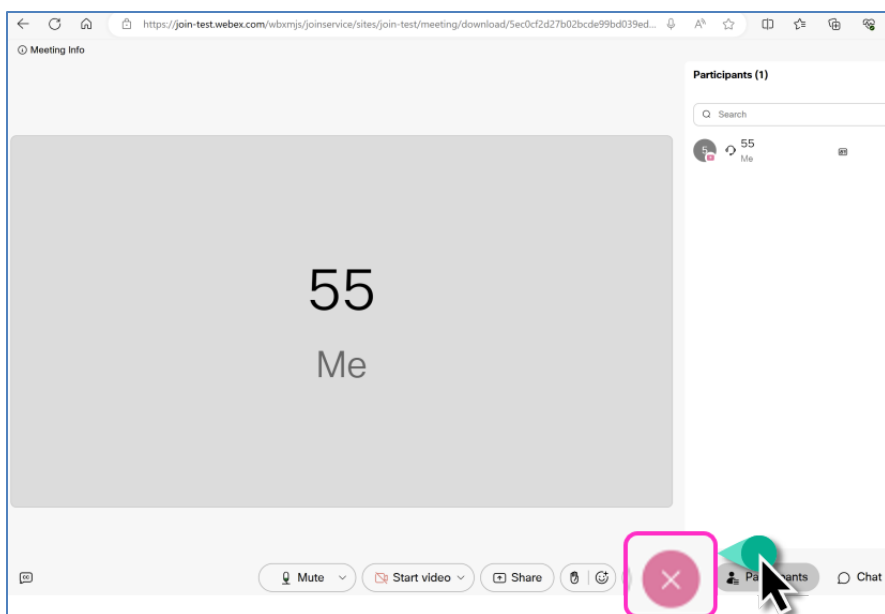 https://join-test.webex.com/wbxmjs/joinservice/sites/join-test/meeting/download/5ec0cf2d27b02bcde99bd039ed...
Meeting Info
Participants (1)
Search
55
Me
55
Me
Mute
Start video
Share
Chat